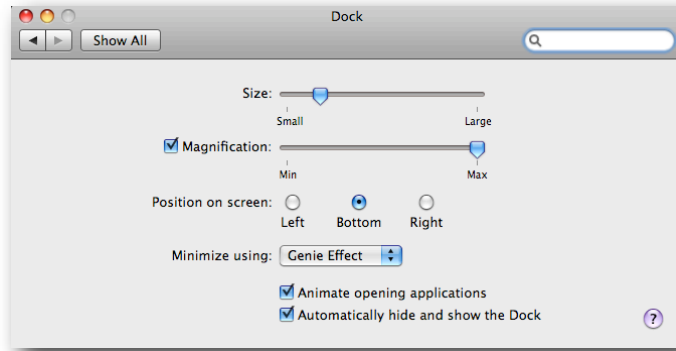 Dock
Show All
Size:
Small Large
Magnification:
Min Max
Position on screen:
Left Bottom Right
Minimize using: Genie Effect
Animate opening applications
Automatically hide and show the Dock
?